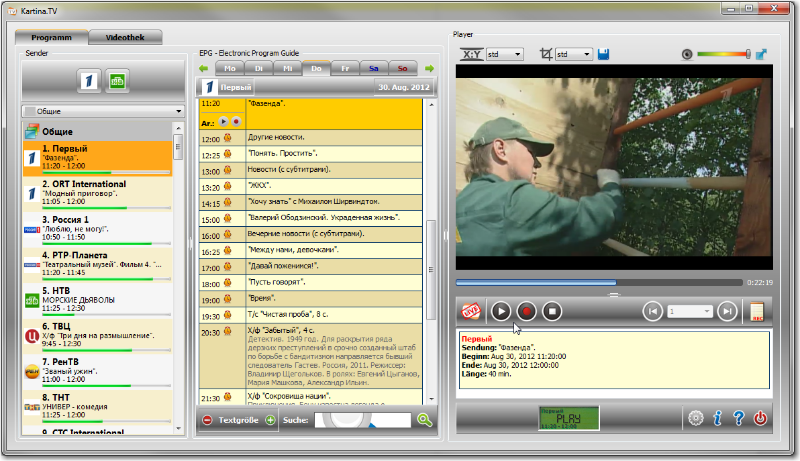 Kartina.TV
Programm
Videothek
Sender
Общие
Общие
1. Первый
"Фазенда".
11:20 - 12:00
2. ORT International
"Модный приговор".
11:05 - 12:00
3. Россия 1
"Люблю, не могу!".
10:50 - 11:50
4. РТР-Планета
"Театральный музей". Фильм 4. "...
11:20 - 11:45
5. НТВ
МОРСКИЕ ДЬЯВОЛЫ
11:25 - 12:30
6. ТВЦ
Х/ф "Три дня на размышление".
9:45 - 12:30
7. РенТВ
"Званый ужин".
11:00 - 12:00
8. ТНТ
УНИВЕР - комедия
11:25 - 12:00
9. СТС International
EPG - Electronic Program Guide
Mo Di Mi Do Fr Sa So
Первый
30. Aug. 2012
11:20 "Фазенда".
Ar.:
12:00 Другие новости.
12:25 "Понять. Простить".
13:00 Новости (с субтитрами).
13:20 "ЖКХ".
14:15 "Хочу знать" с Михаилом Ширвиндтом.
15:00 "Валерий Ободзинский. Украденная жизнь".
16:00 Вечерние новости (с субтитрами).
16:25 "Между нами, девочками".
17:00 "Давай поженимся!".
18:00 "Пусть говорят".
19:00 "Время".
19:30 Т/с "Чистая проба", 8 с.
20:30 Х/ф "Забытый", 4 с.
Детектив. 1949 год. Для раскрытия ряда
дерзких преступлений в срочно созданный штаб
по борьбе с бандитизмом направляется бывший
следователь Гастев. Россия, 2011. Режиссер:
Владимир Щегольков. В ролях: Евгений Цыганов,
Мария Машкова, Александр Ильин.
21:30 Х/ф "Сокровища нации".
Textgröße
Suche:
Player
X:Y
std
std
0:22:19
LIVE
1
REC
Первый
Sendung: "Фазенда".
Beginn: Aug 30, 2012 11:20:00
Ende: Aug 30, 2012 12:00:00
Länge: 40 min.
Первый
PLAY
11:20 - 12:00